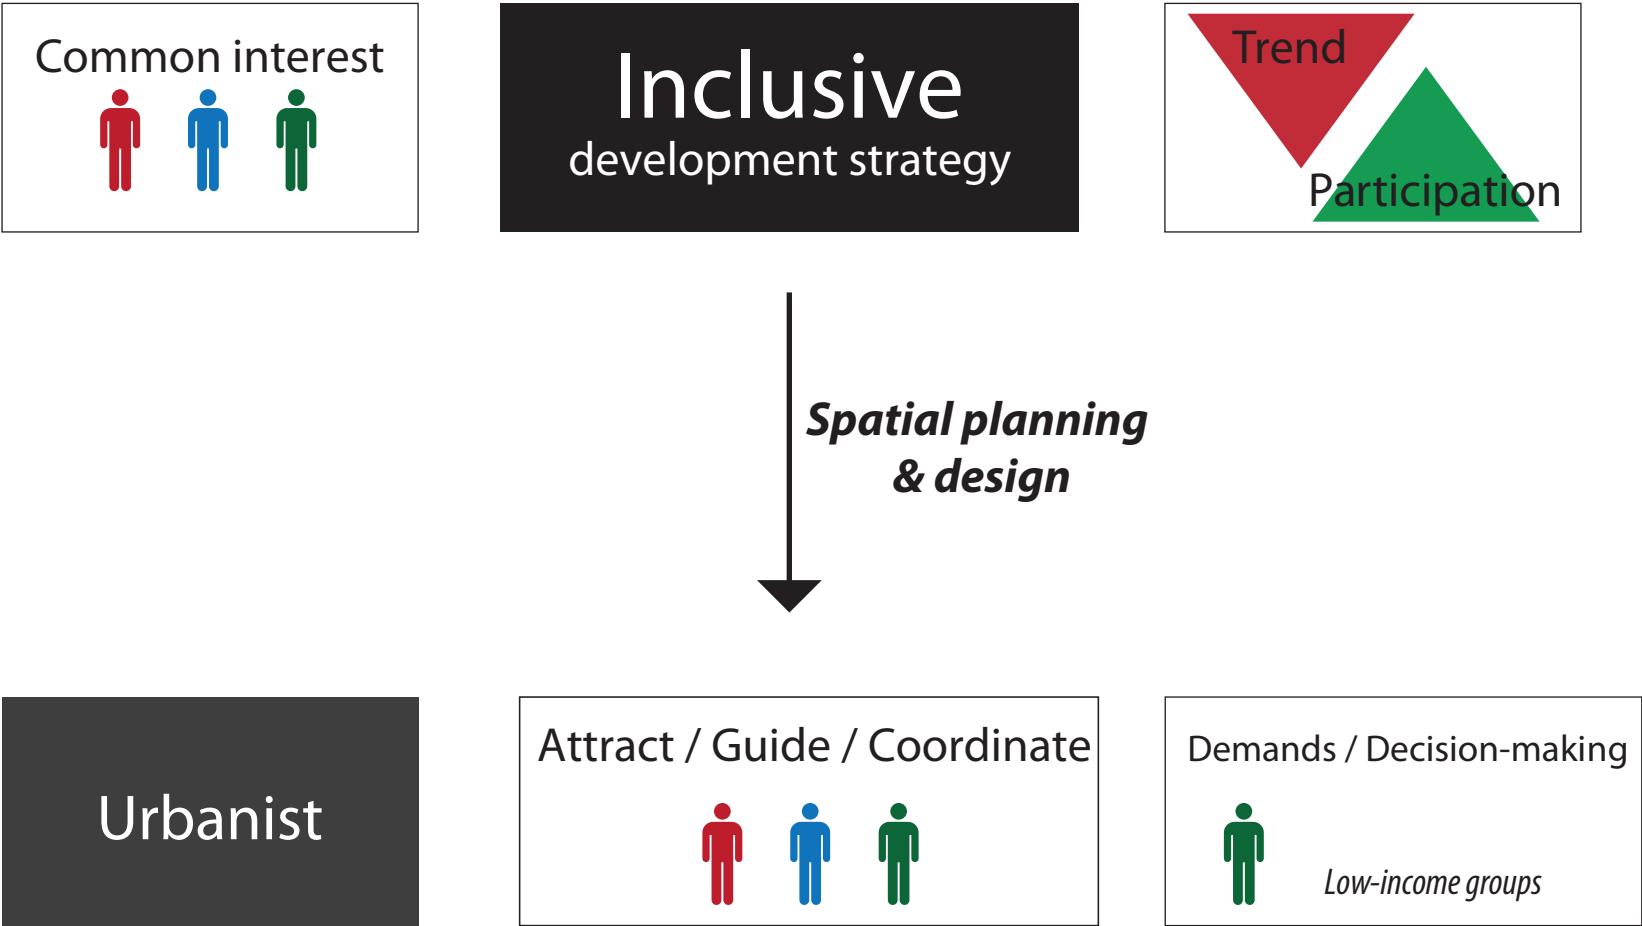 Common interest
Inclusive
development strategy
Trend
Participation
Spatial planning
& design
Urbanist
Attract / Guide / Coordinate
Demands / Decision-making
Low-income groups